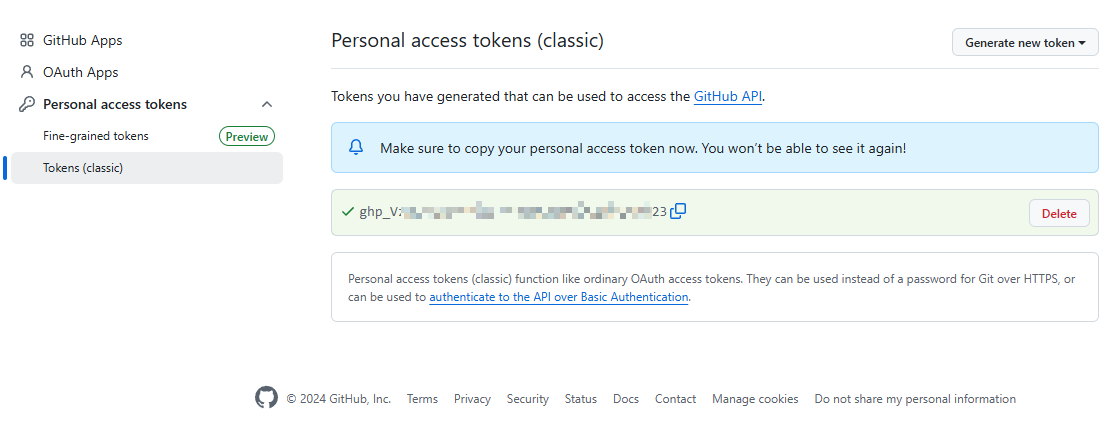 GitHub Apps
OAuth Apps
Personal access tokens
Fine-grained tokens Preview
Tokens (classic)
Personal access tokens (classic)
Generate new token
Tokens you have generated that can be used to access the GitHub API.
Make sure to copy your personal access token now. You won't be able to see it again!
ghp_V 23
Delete
Personal access tokens (classic) function like ordinary OAuth access tokens. They can be used instead of a password for Git over HTTPS, or
can be used to authenticate to the API over Basic Authentication.
© 2024 GitHub, Inc. Terms Privacy Security Status Docs Contact Manage cookies Do not share my personal information